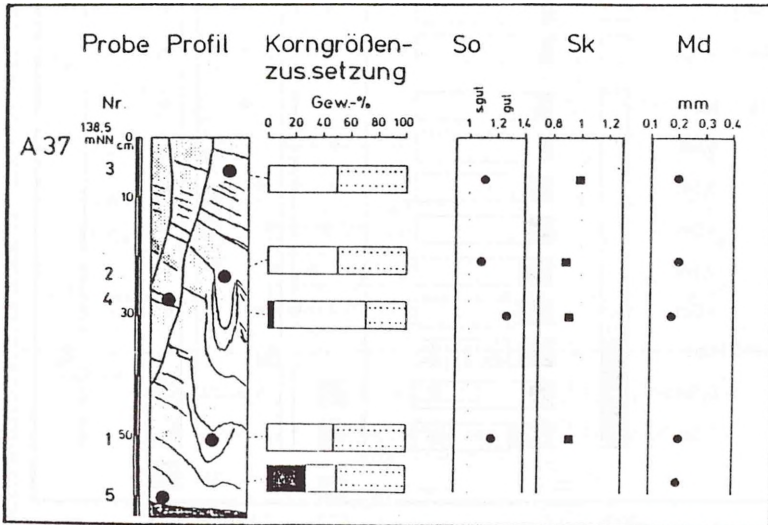 Probe Profil Korngrößen-zus.setzung So Sk Md
Nr. Gew.-% s.gut gut mm
0 20 40 60 80 100 1 1,2 1,4 0,8 1 1,2 0,1 0,2 0,3 0,4
A 37 138,5 mNN cm 0
3
10
2
4
30
1 50
5